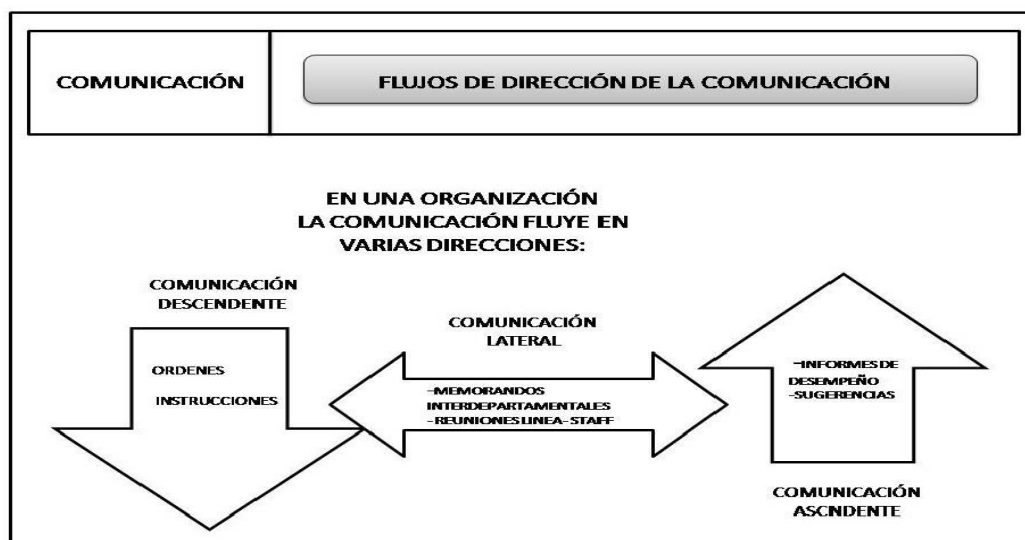 COMUNICACIÓN
FLUJOS DE DIRECCIÓN DE LA COMUNICACIÓN
EN UNA ORGANIZACIÓN
LA COMUNICACIÓN FLUYE EN
VARIAS DIRECCIONES:
COMUNICACIÓN
DESCENDENTE
ORDENES
INSTRUCCIONES
COMUNICACIÓN
LATERAL
-MEMORANDOS
INTERDEPARTAMENTALES
-REUNIONES LINEA-STAFF
-INFORMES DE
DESEMPEÑO
-SUGERENCIAS
COMUNICACIÓN
ASCNDENTE